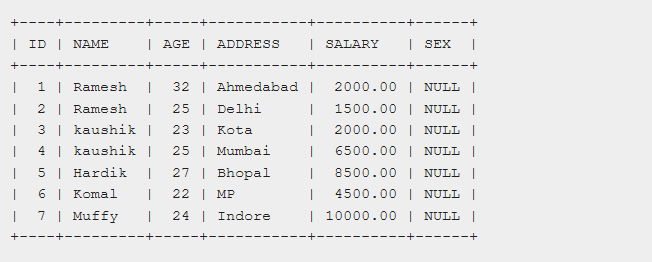 +----+---------+-----+-----------+----------+------+
| ID | NAME    | AGE | ADDRESS   | SALARY   | SEX  |
+----+---------+-----+-----------+----------+------+
|  1 | Ramesh  |  32 | Ahmedabad |  2000.00 | NULL |
|  2 | Ramesh  |  25 | Delhi     |  1500.00 | NULL |
|  3 | kaushik |  23 | Kota      |  2000.00 | NULL |
|  4 | kaushik |  25 | Mumbai    |  6500.00 | NULL |
|  5 | Hardik  |  27 | Bhopal    |  8500.00 | NULL |
|  6 | Komal   |  22 | MP        |  4500.00 | NULL |
|  7 | Muffy   |  24 | Indore    | 10000.00 | NULL |
+----+---------+-----+-----------+----------+------+